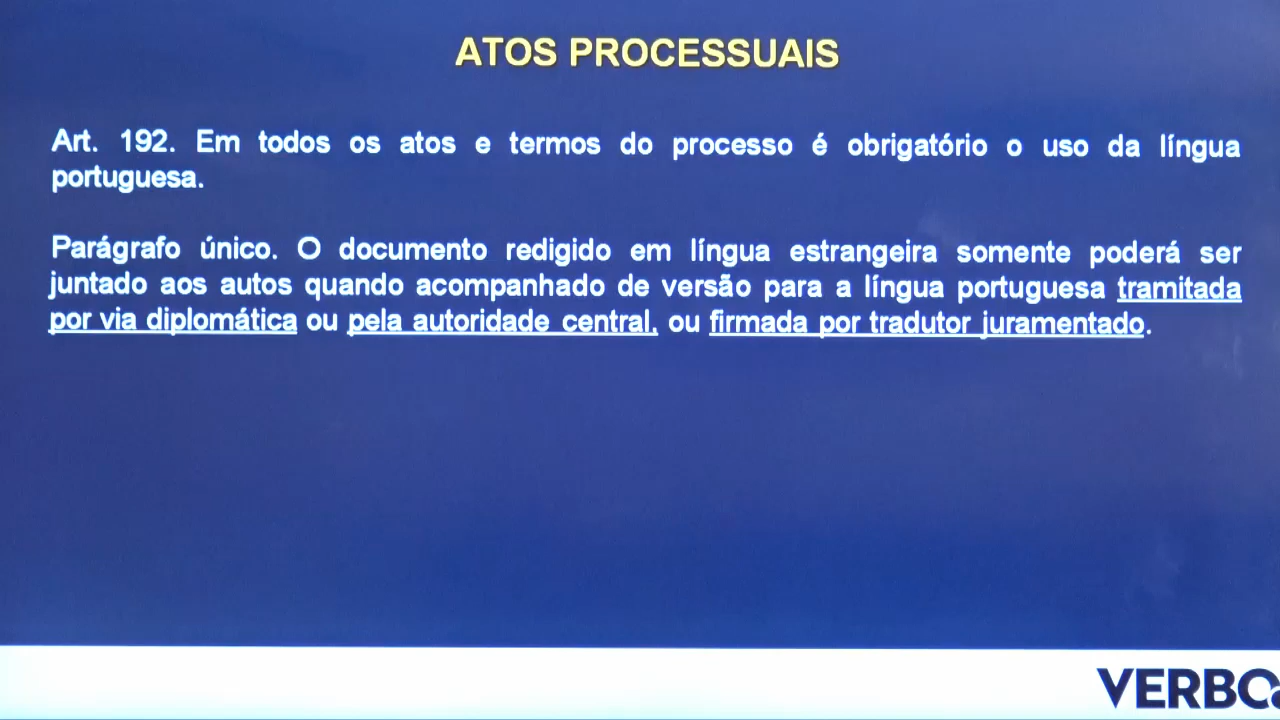 ATOS PROCESSUAIS
Art. 192. Em todos os atos e termos do processo é obrigatório o uso da língua
portuguesa.
Parágrafo único. O documento redigido em língua estrangeira somente poderá ser
juntado aos autos quando acompanhado de versão para a língua portuguesa tramitada
por via diplomática ou pela autoridade central, ou firmada por tradutor juramentado.
VERBO